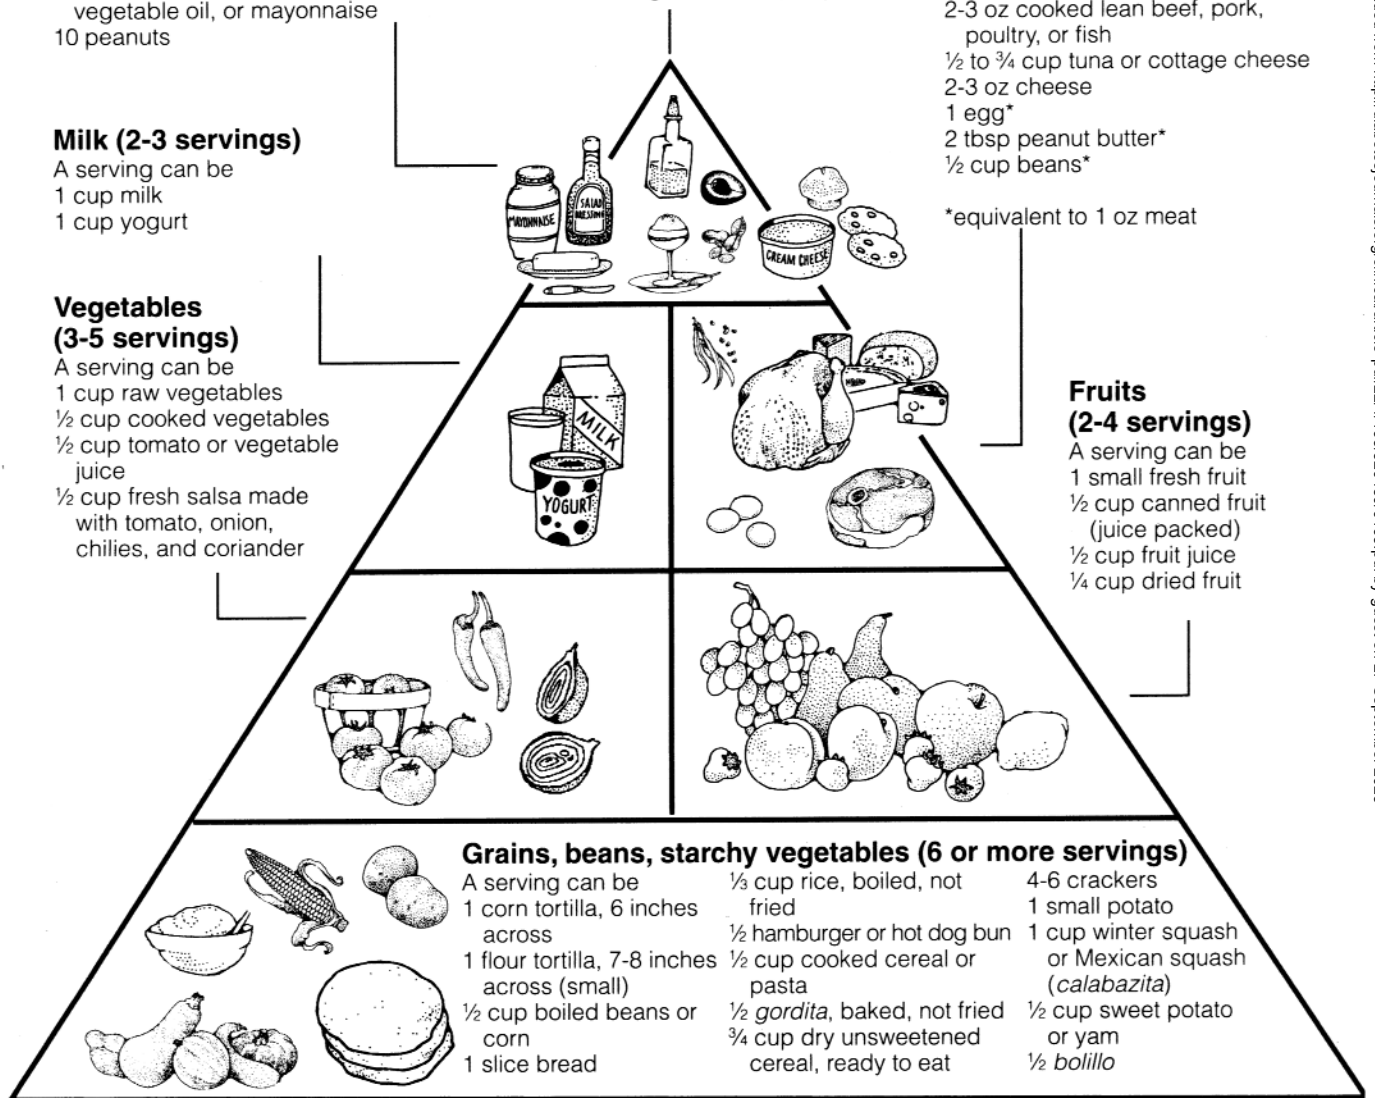 vegetable oil, or mayonnaise
10 peanuts
2-3 oz cooked lean beef, pork,
poultry, or fish
½ to ¾ cup tuna or cottage cheese
2-3 oz cheese
1 egg*
2 tbsp peanut butter*
½ cup beans*
*equivalent to 1 oz meat
Milk (2-3 servings)
A serving can be
1 cup milk
1 cup yogurt
MAYONNAISE
SALAD
DRESSING
CREAM CHEESE
Vegetables
(3-5 servings)
A serving can be
1 cup raw vegetables
½ cup cooked vegetables
½ cup tomato or vegetable
juice
½ cup fresh salsa made
with tomato, onion,
chilies, and coriander
MILK
YOGURT
Fruits
(2-4 servings)
A serving can be
1 small fresh fruit
½ cup canned fruit
(juice packed)
½ cup fruit juice
¼ cup dried fruit
Grains, beans, starchy vegetables (6 or more servings)
A serving can be
1 corn tortilla, 6 inches
across
1 flour tortilla, 7-8 inches
across (small)
½ cup boiled beans or
corn
1 slice bread
⅓ cup rice, boiled, not
fried
½ hamburger or hot dog bun
½ cup cooked cereal or
pasta
½ gordita, baked, not fried
¾ cup dry unsweetened
cereal, ready to eat
4-6 crackers
1 small potato
1 cup winter squash
or Mexican squash
(calabazita)
½ cup sweet potato
or yam
½ bolillo